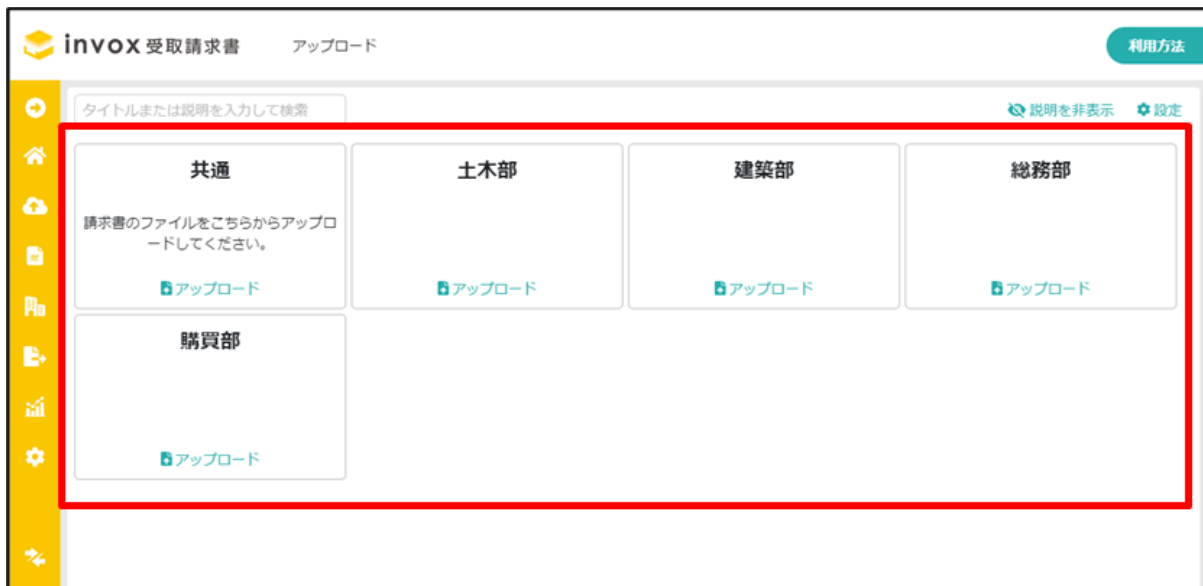 invox 受取請求書
アップロード
利用方法
タイトルまたは説明を入力して検索
説明を非表示
設定
共通
請求書のファイルをこちらからアップロ
ードしてください。
アップロード
土木部
アップロード
建築部
アップロード
総務部
アップロード
購買部
アップロード